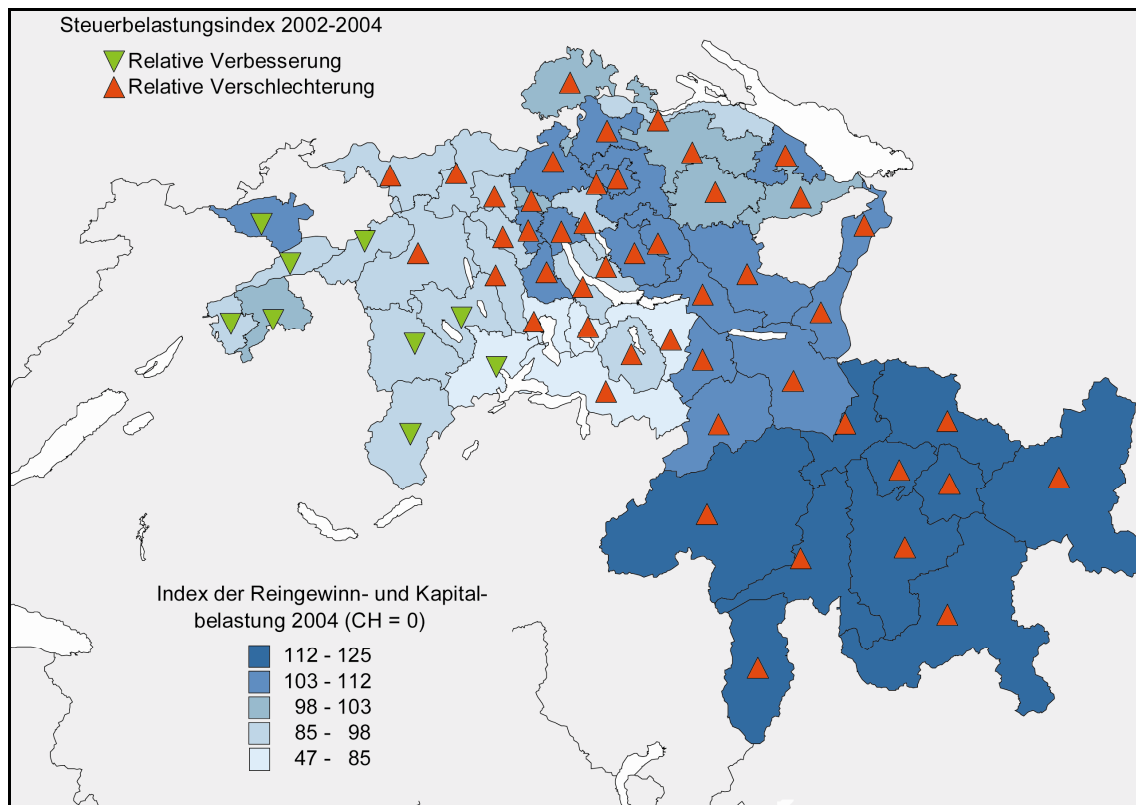 Steuerbelastungsindex 2002-2004
Relative Verbesserung
Relative Verschlechterung
Index der Reingewinn- und Kapital-
belastung 2004 (CH = 0)
112 - 125
103 - 112
98 - 103
85 - 98
47 - 85